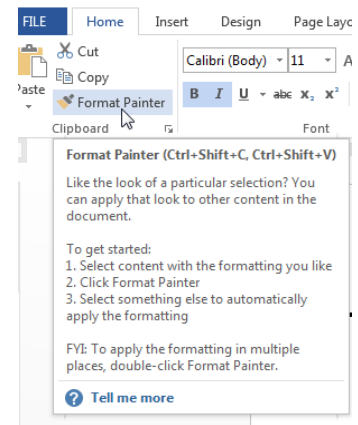 FILE Home Insert Design Page Layo
Cut
Calibri (Body) 11 A
Copy
Paste
Format Painter
B I U abc X₂ X²
Clipboard Font
Format Painter (Ctrl+Shift+C, Ctrl+Shift+V)
Like the look of a particular selection? You
can apply that look to other content in the
document.
To get started:
1. Select content with the formatting you like
2. Click Format Painter
3. Select something else to automatically
apply the formatting
FYI: To apply the formatting in multiple
places, double-click Format Painter.
? Tell me more